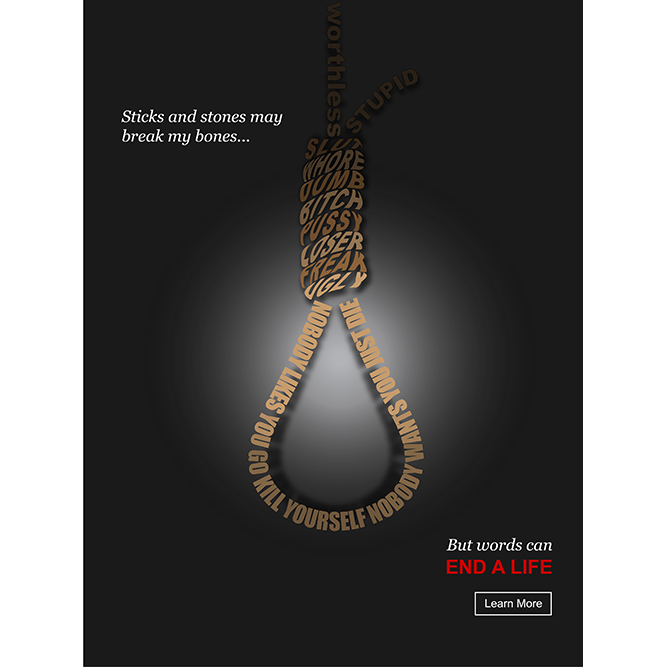 worthless
STUPID
Sticks and stones may
break my bones...
SLUT
WHORE
DUMB
BITCH
PUSSY
LOSER
FREAK
UGLY
NOBODY LIKES YOU GO KILL YOURSELF NOBODY WANTS YOU JUST DIE
But words can
END A LIFE
Learn More